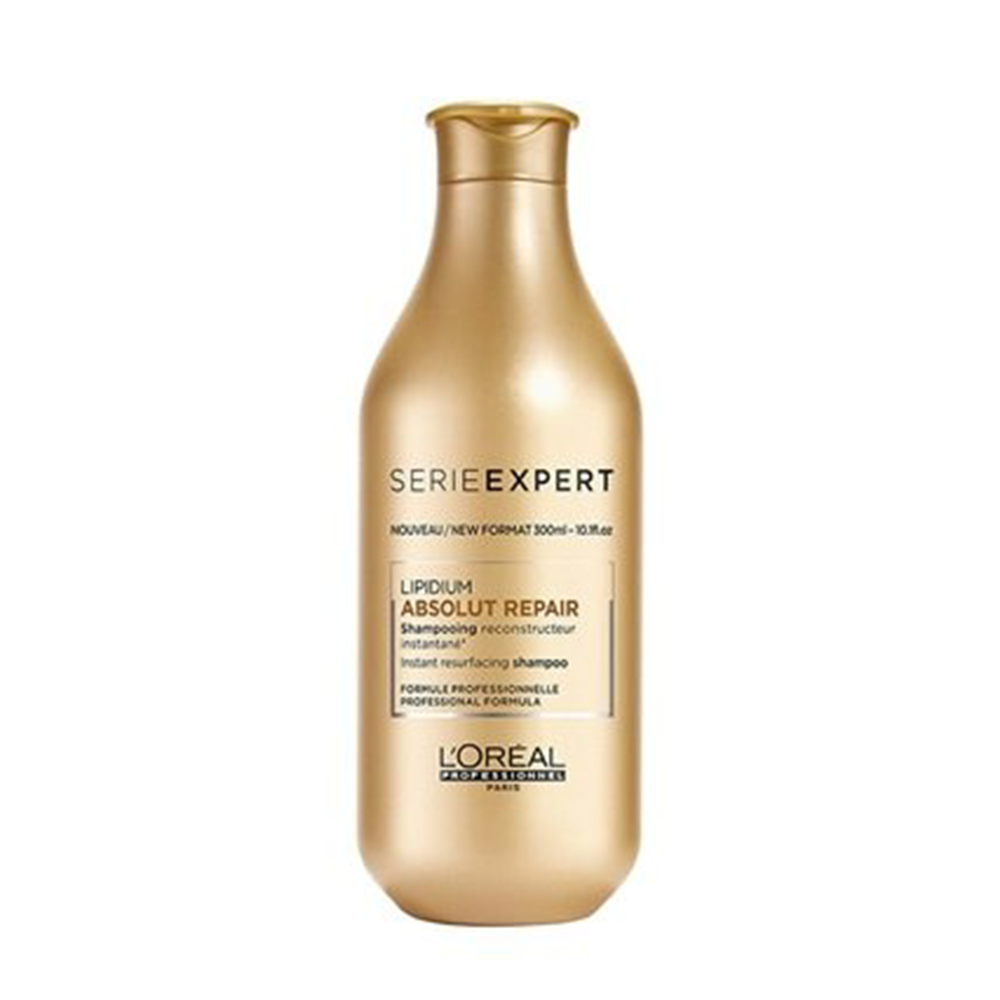 SERIEEXPERT
NOUVEAU/NEW FORMAT 300ml - 10.1fl.oz
LIPIDIUM
ABSOLUT REPAIR
Shampooing reconstructeur
instantané*
Instant resurfacing shampoo
FORMULE PROFESSIONNELLE
PROFESSIONAL FORMULA
L'ORÉAL
PROFESSIONNEL
PARIS